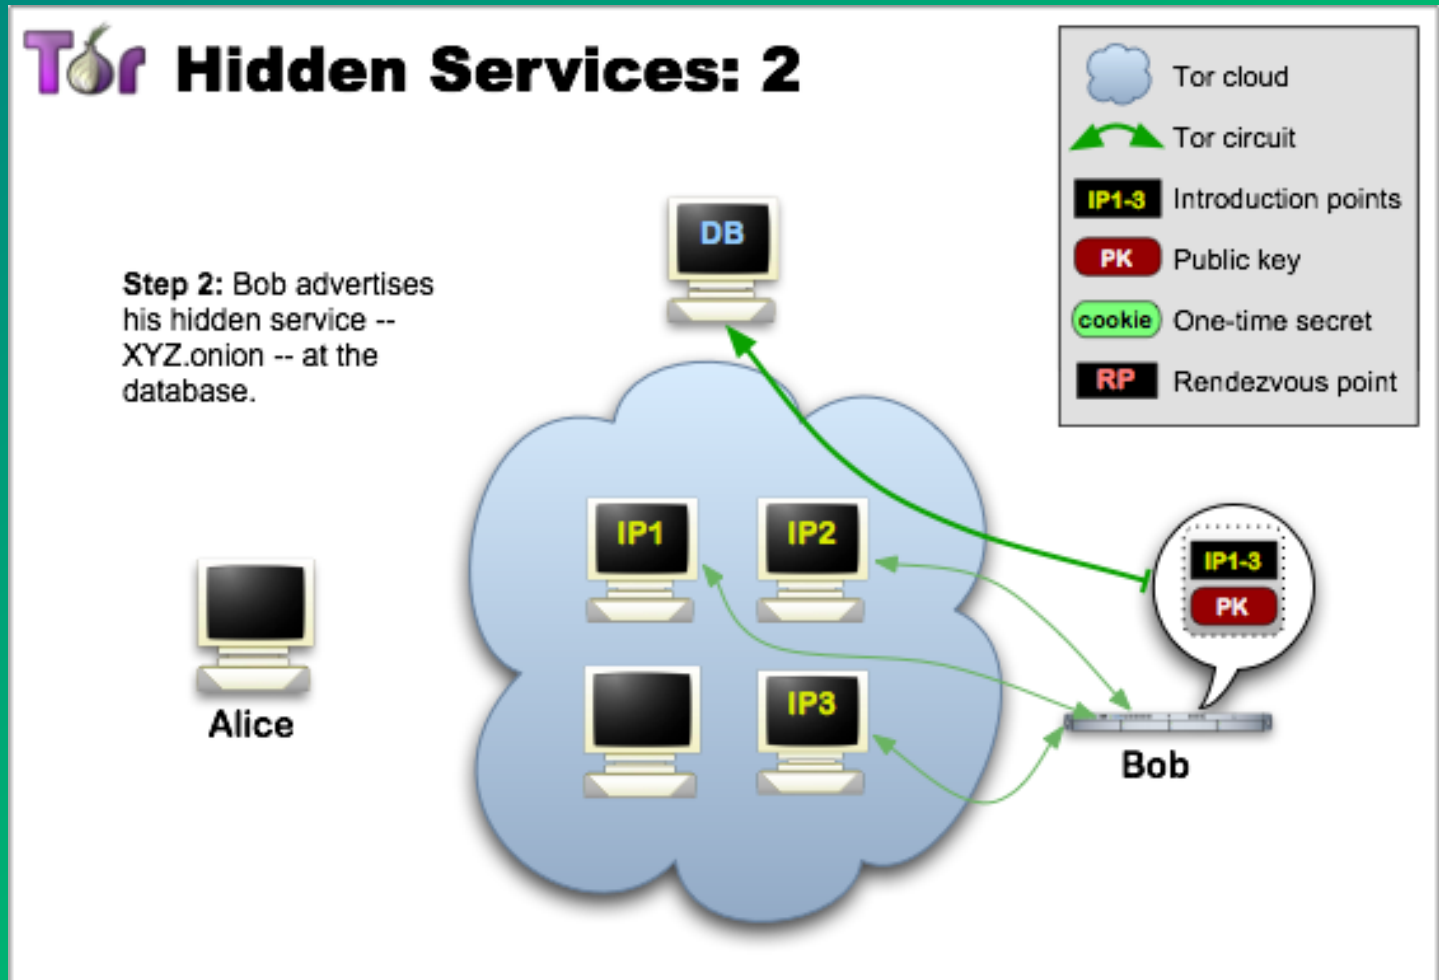 Tor Hidden Services: 2
Tor cloud
Tor circuit
IP1-3 Introduction points
PK Public key
cookie One-time secret
RP Rendezvous point
DB
Step 2: Bob advertises
his hidden service --
XYZ.onion -- at the
database.
IP1
IP2
IP3
IP1-3
PK
Alice
Bob